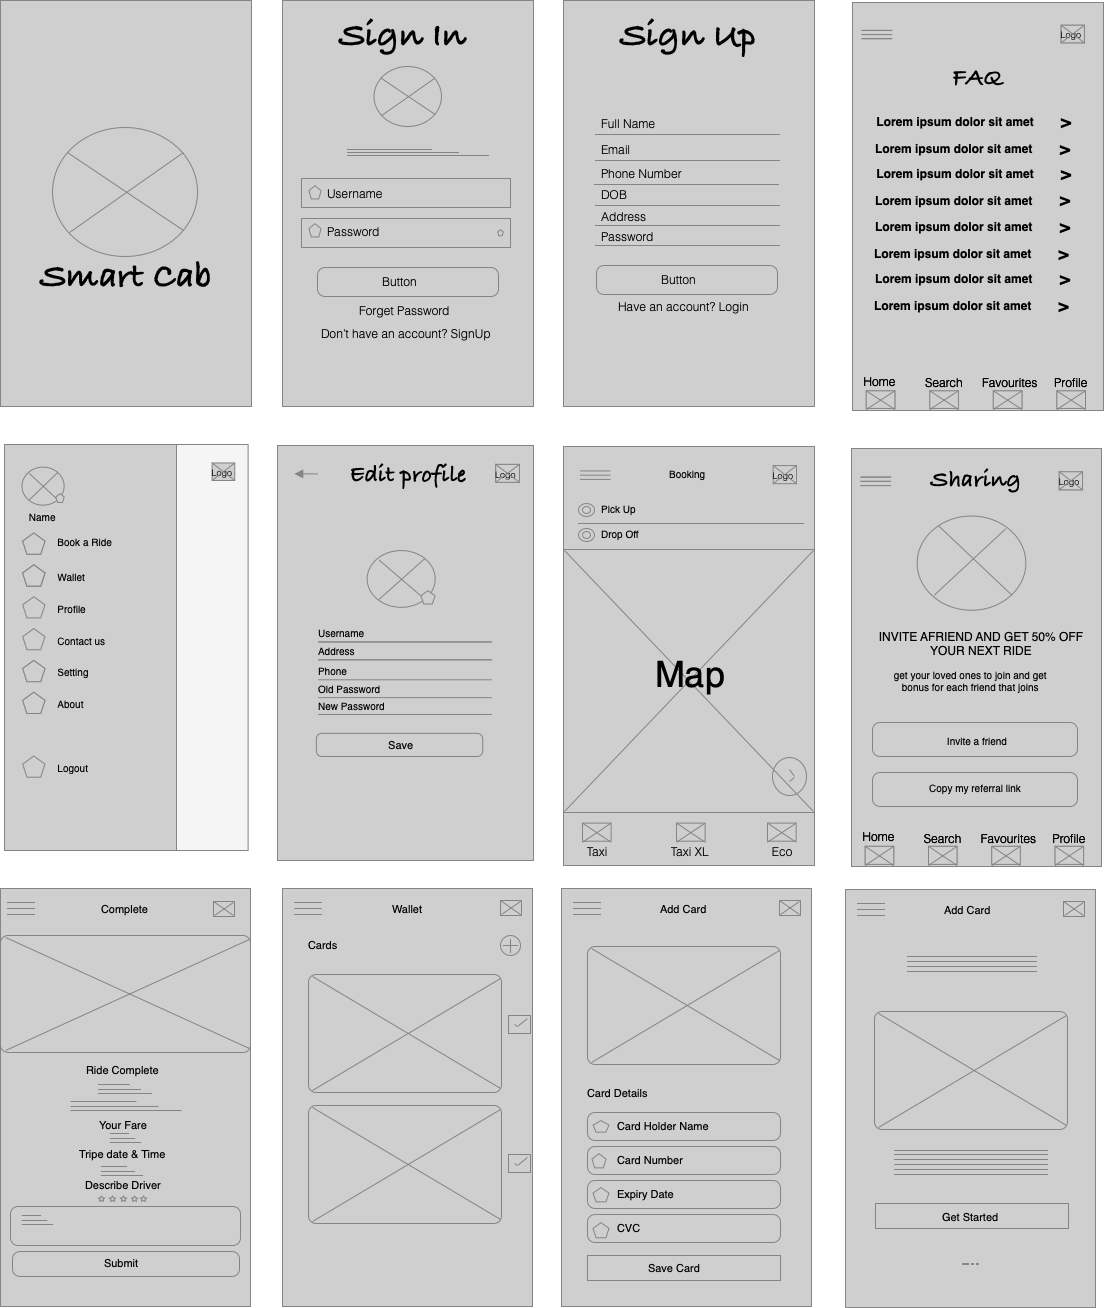 Smart Cab
Sign In
Username
Password
Button
Forget Password
Don't have an account? SignUp
Sign Up
Full Name
Email
Phone Number
DOB
Address
Password
Button
Have an account? Login
Logo
FAQ
Lorem ipsum dolor sit amet >
Lorem ipsum dolor sit amet >
Lorem ipsum dolor sit amet >
Lorem ipsum dolor sit amet >
Lorem ipsum dolor sit amet >
Lorem ipsum dolor sit amet >
Lorem ipsum dolor sit amet >
Lorem ipsum dolor sit amet >
Home Search Favourites Profile
Logo
Name
Book a Ride
Wallet
Profile
Contact us
Setting
About
Logout
Edit profile Logo
Username
Address
Phone
Old Password
New Password
Save
Booking Logo
Pick Up
Drop Off
Map
Taxi Taxi XL Eco
Sharing Logo
INVITE AFRIEND AND GET 50% OFF
YOUR NEXT RIDE
get your loved ones to join and get
bonus for each friend that joins
Invite a friend
Copy my referral link
Home Search Favourites Profile
Complete
Ride Complete
Your Fare
Tripe date & Time
Describe Driver
Submit
Wallet
Cards
Add Card
Card Details
Card Holder Name
Card Number
Expiry Date
CVC
Save Card
Add Card
Get Started